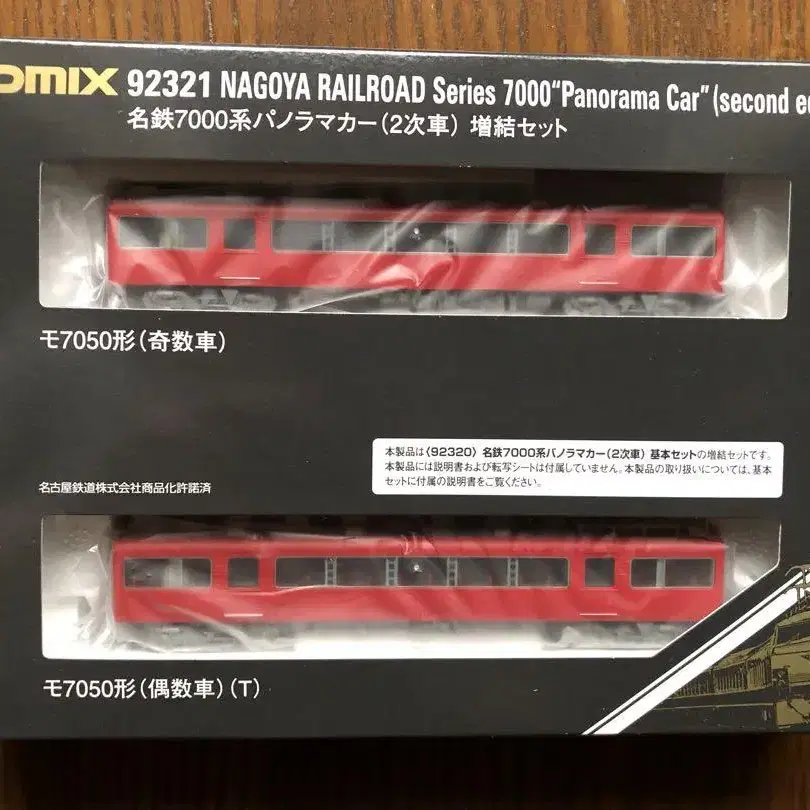 OMIX 92321 NAGOYA RAILROAD Series 7000“Panorama Car”(second e
名鉄7000系パノラマカー(2次車) 増結セット
モ7050形(奇数車)
本製品は〈92320〉名鉄7000系パノラマカー(2次車) 基本セットの増結セットです。
本製品には説明書および転写シートは付属していません。本製品の取り扱いについては、基本
セットに付属の説明書をご覧ください。
名古屋鉄道株式会社商品化許諾済
モ7050形(偶数車)(T)